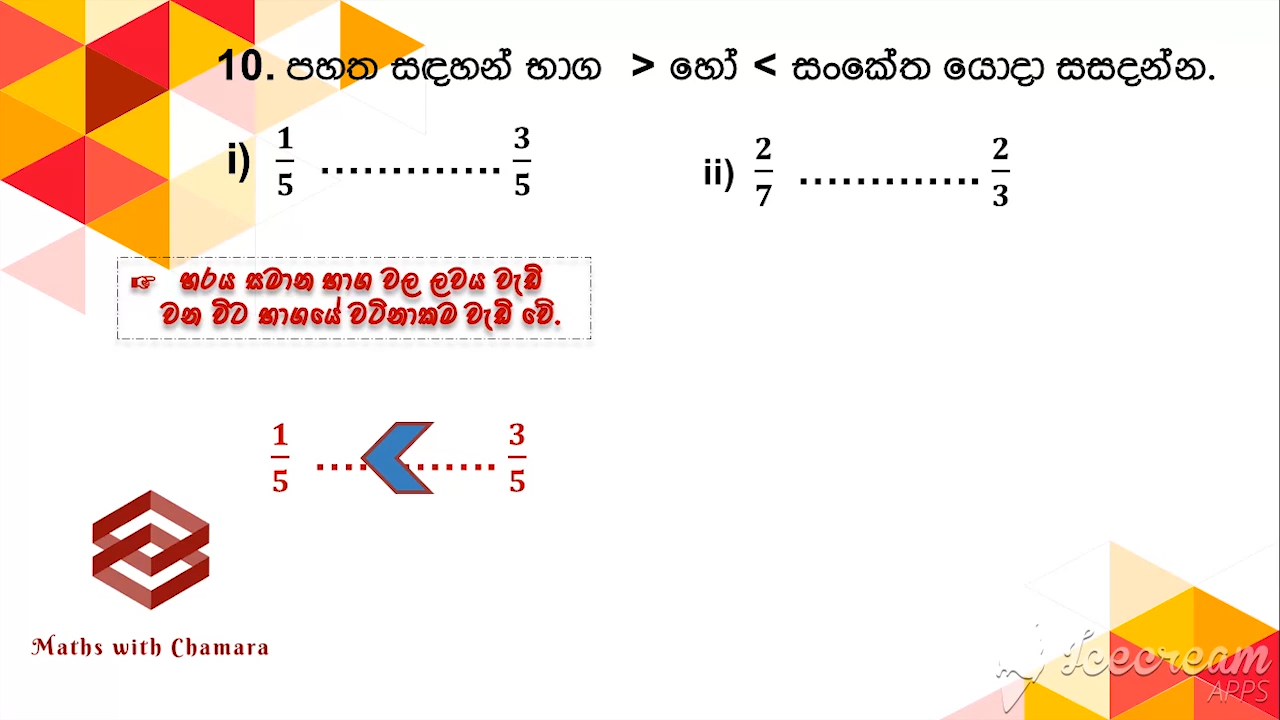 10. පහත සඳහන් භාග > හෝ < සංකේත යොදා සසදන්න.
i) 1/5 ............. 3/5
ii) 2/7 ............. 2/3
☞ හරය සමාන භාග වල ලවය වැඩි
වන විට භාගයේ වටිනාකම වැඩි වේ.
1/5 ............. 3/5
Maths with Chamara
Icecream
APPS